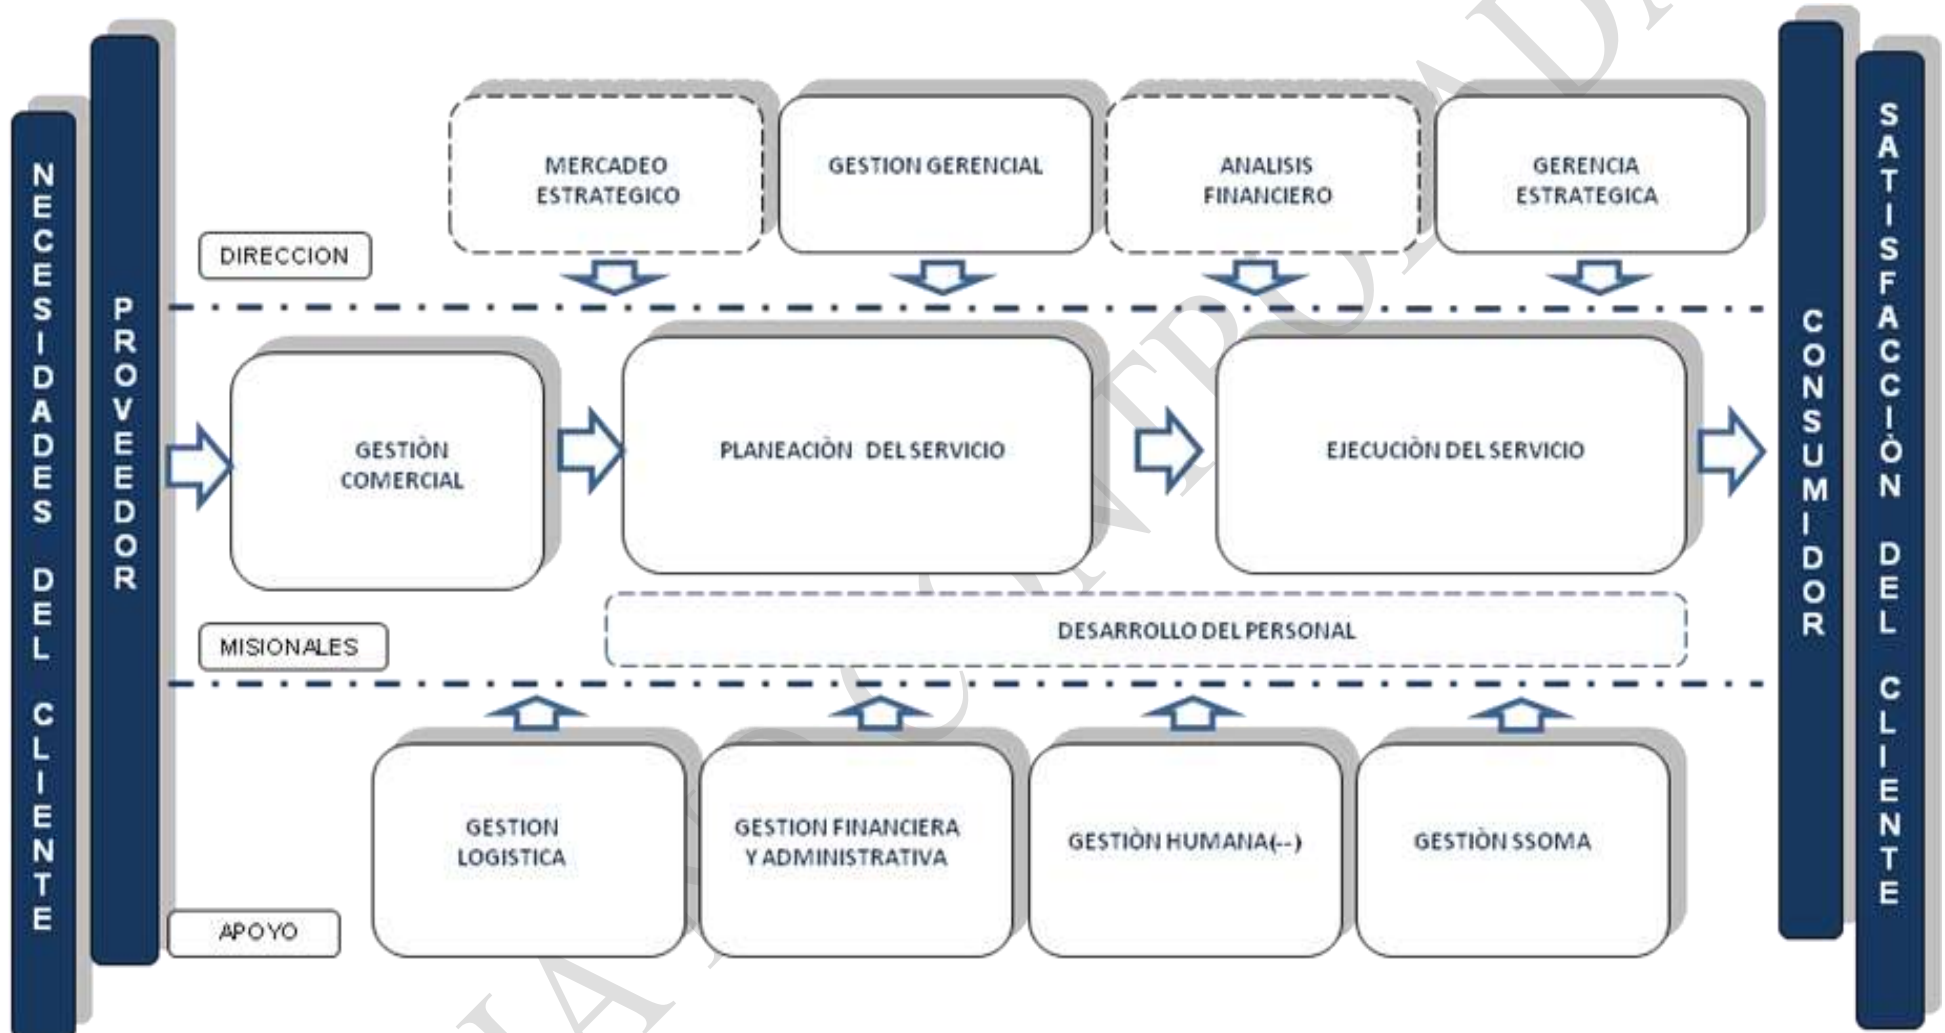 NECESIDADES DEL CLIENTE
PROVEEDOR
DIRECCION
MERCADEO
ESTRATEGICO
GESTION GERENCIAL
ANALISIS
FINANCIERO
GERENCIA
ESTRATEGICA
GESTIÒN
COMERCIAL
PLANEACIÒN DEL SERVICIO
EJECUCIÒN DEL SERVICIO
DESARROLLO DEL PERSONAL
MISIONALES
GESTION
LOGISTICA
GESTION FINANCIERA
Y ADMINISTRATIVA
GESTIÒN HUMANA(--)
GESTIÒN SSOMA
APOYO
CONSUMIDOR
SATISFACCIÒN DEL CLIENTE